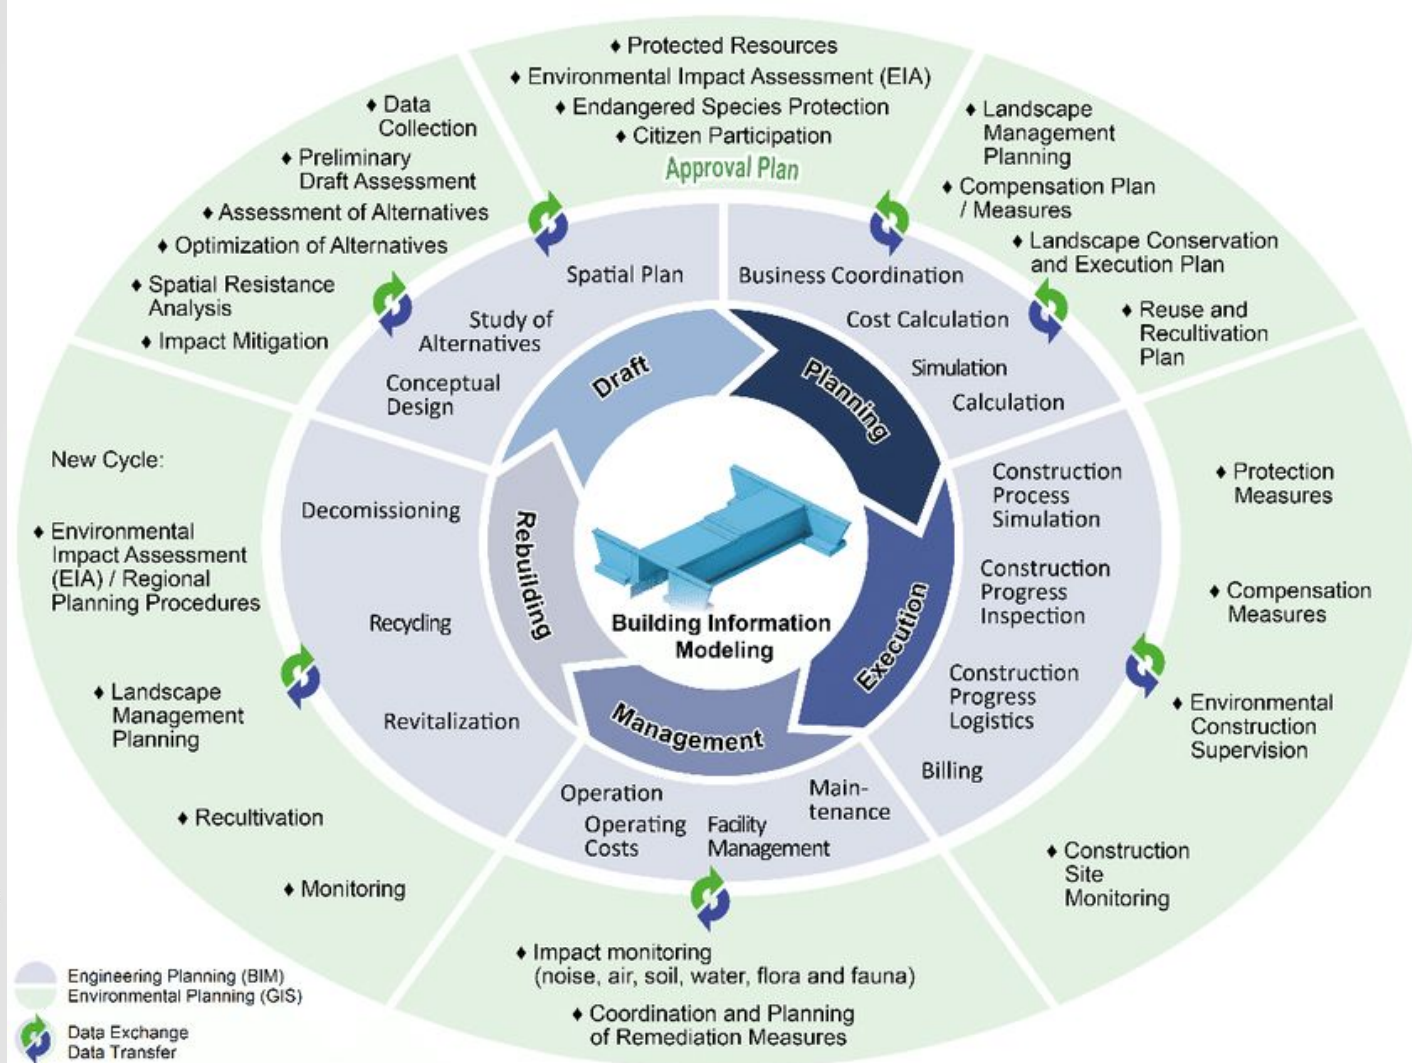 ♦ Protected Resources
♦ Environmental Impact Assessment (EIA)
♦ Endangered Species Protection
♦ Citizen Participation
Approval Plan
♦ Data
Collection
♦ Preliminary
Draft Assessment
♦ Assessment of Alternatives
♦ Optimization of Alternatives
♦ Spatial Resistance
Analysis
♦ Impact Mitigation
♦ Landscape
Management
Planning
♦ Compensation Plan
/ Measures
♦ Landscape Conservation
and Execution Plan
♦ Reuse and
Recultivation
Plan
Spatial Plan
Study of
Alternatives
Conceptual
Design
Business Coordination
Cost Calculation
Simulation
Calculation
Draft
Planning
Execution
Management
Rebuilding
Building Information
Modeling
Construction
Process
Simulation
Construction
Progress
Inspection
Construction
Progress
Logistics
Billing
♦ Protection
Measures
♦ Compensation
Measures
♦ Environmental
Construction
Supervision
♦ Construction
Site
Monitoring
Operation
Operating
Costs
Facility
Management
Main-
tenance
♦ Impact monitoring
(noise, air, soil, water, flora and fauna)
♦ Coordination and Planning
of Remediation Measures
Decomissioning
Recycling
Revitalization
New Cycle:
♦ Environmental
Impact Assessment
(EIA) / Regional
Planning Procedures
♦ Landscape
Management
Planning
♦ Recultivation
♦ Monitoring
Engineering Planning (BIM)
Environmental Planning (GIS)
Data Exchange
Data Transfer